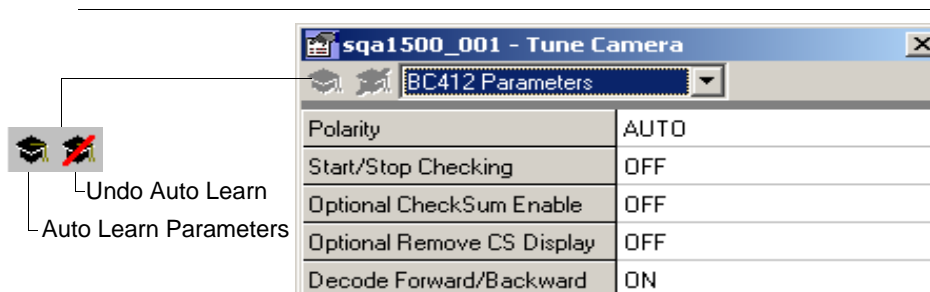 sqa1500_001 - Tune Camera
BC412 Parameters
Polarity AUTO
Start/Stop Checking OFF
Optional CheckSum Enable OFF
Optional Remove CS Display OFF
Decode Forward/Backward ON
Undo Auto Learn
Auto Learn Parameters